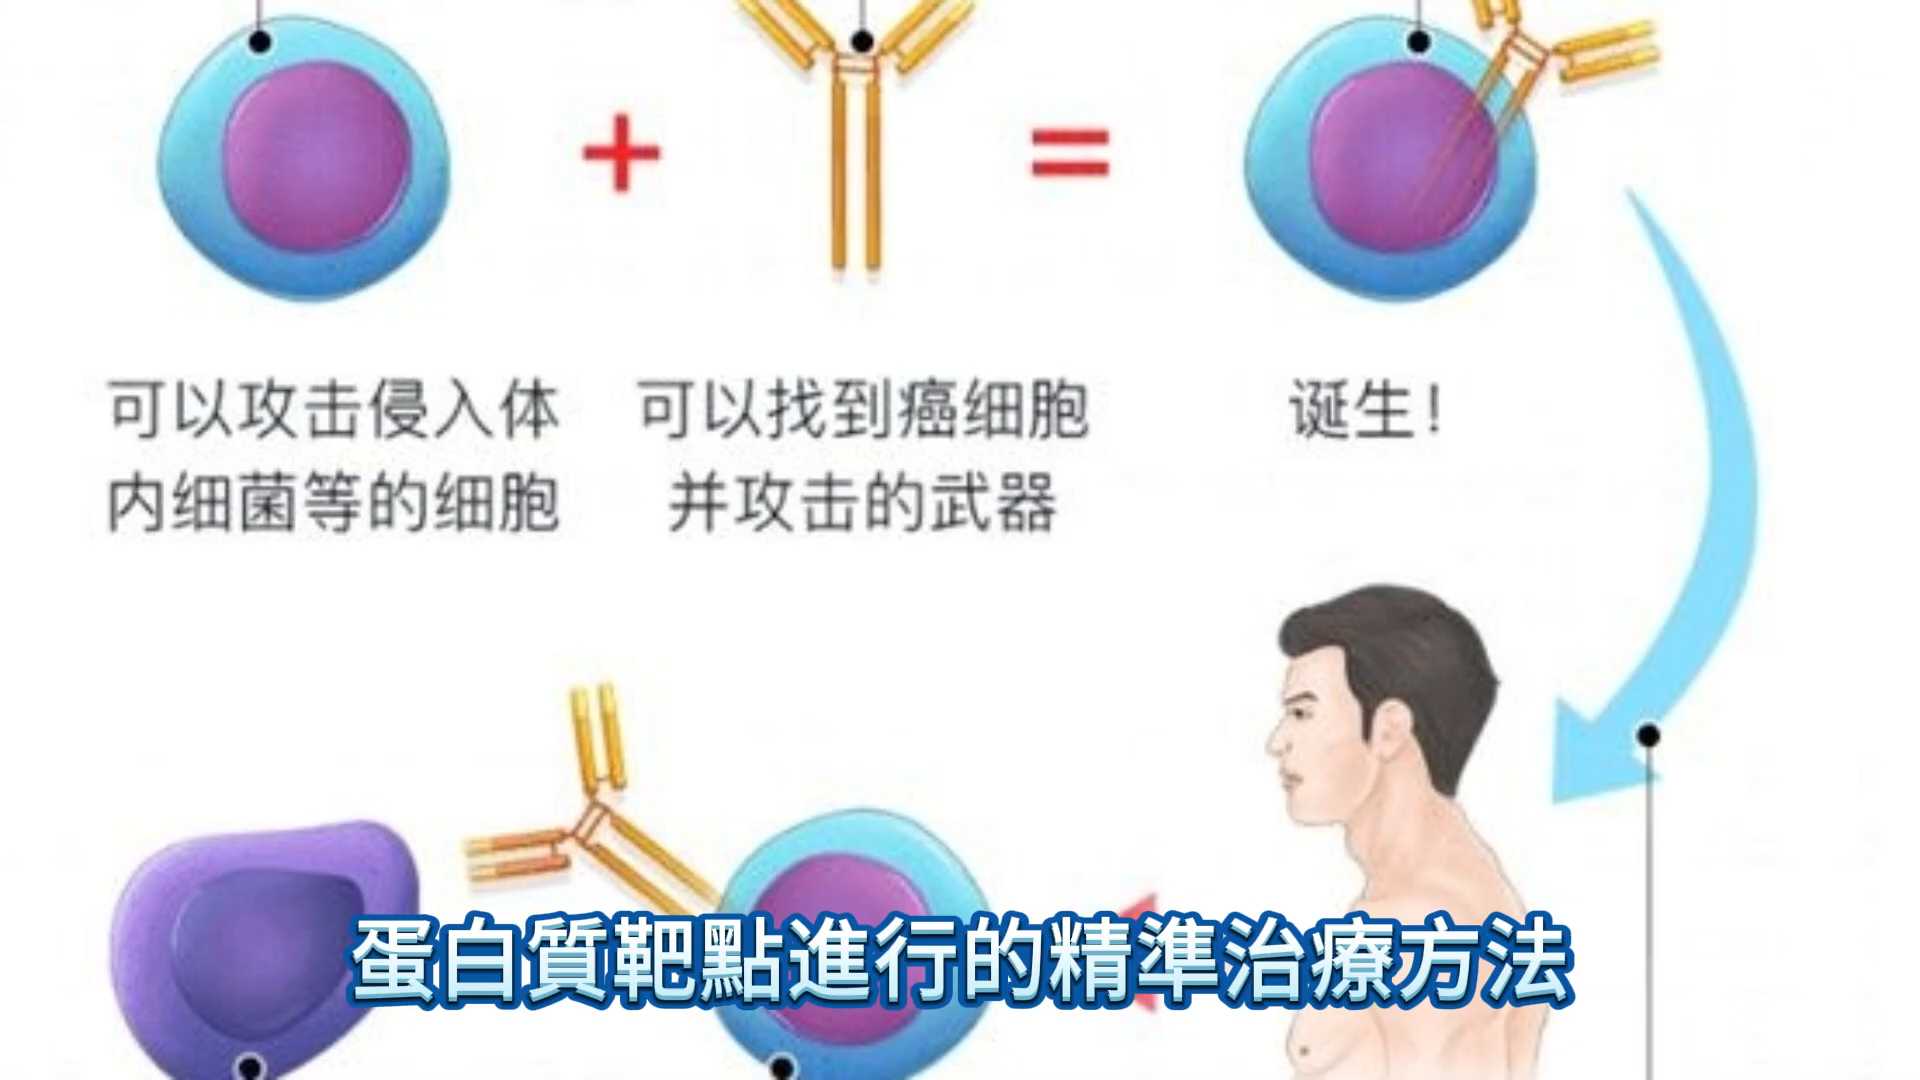 可以攻击侵入体
内细菌等的细胞
可以找到癌细胞
并攻击的武器
诞生！
蛋白質靶點進行的精準治療方法